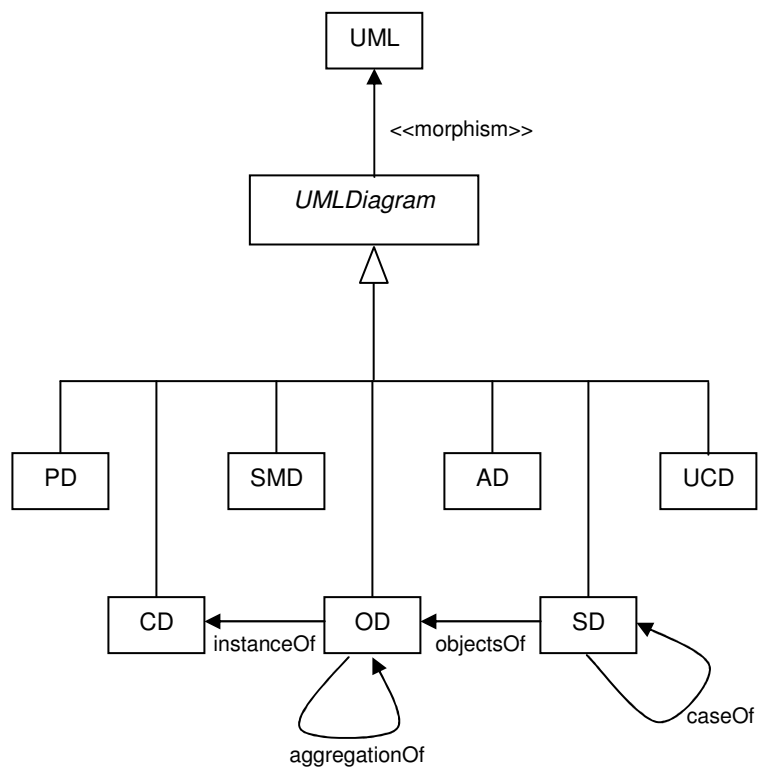 UML
<<morphism>>
UMLDiagram
PD
SMD
AD
UCD
CD
OD
SD
instanceOf
objectsOf
caseOf
aggregationOf